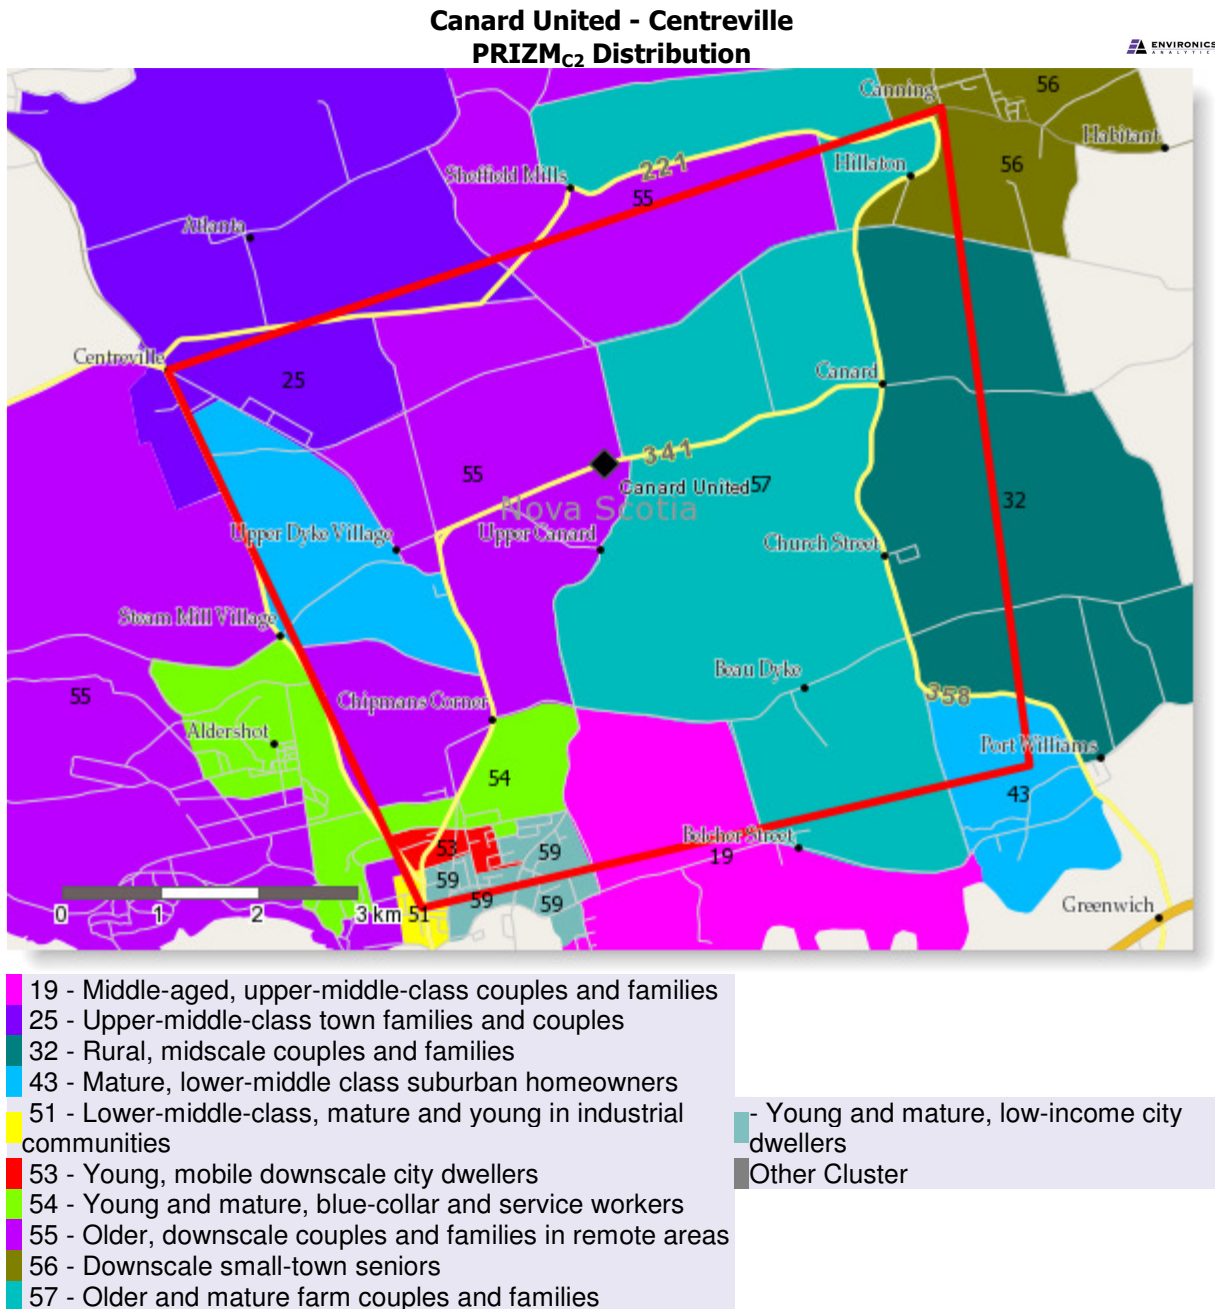 Canard United - Centreville
PRIZMC2 Distribution
ENVIRONICS
ANALYTICS
Canning
56
Habitant
221
Hillaton
56
Sheffield Mills
55
Atlanta
Centreville
25
Canard
341
55
Canard United
57
Nova Scotia
32
Upper Dyke Village
Upper Canard
Church Street
Steam Mill Village
55
Beau Dyke
358
Chipmans Corner
Aldershot
Port Williams
54
43
Belcher Street
53
59
19
59
59
59
0 1 2 3 km
51
Greenwich
19 - Middle-aged, upper-middle-class couples and families
25 - Upper-middle-class town families and couples
32 - Rural, midscale couples and families
43 - Mature, lower-middle class suburban homeowners
51 - Lower-middle-class, mature and young in industrial
communities
53 - Young, mobile downscale city dwellers
54 - Young and mature, blue-collar and service workers
55 - Older, downscale couples and families in remote areas
56 - Downscale small-town seniors
57 - Older and mature farm couples and families
- Young and mature, low-income city
dwellers
Other Cluster